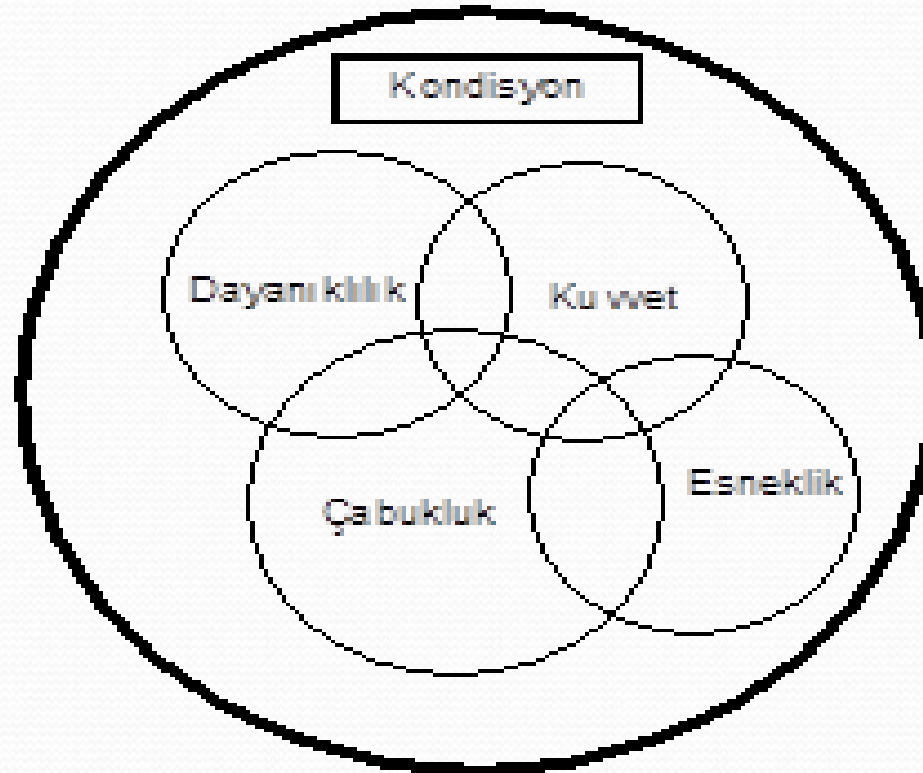 Kondisyon
Dayanıklılık
Kuvvet
Esneklik
Çabukluk